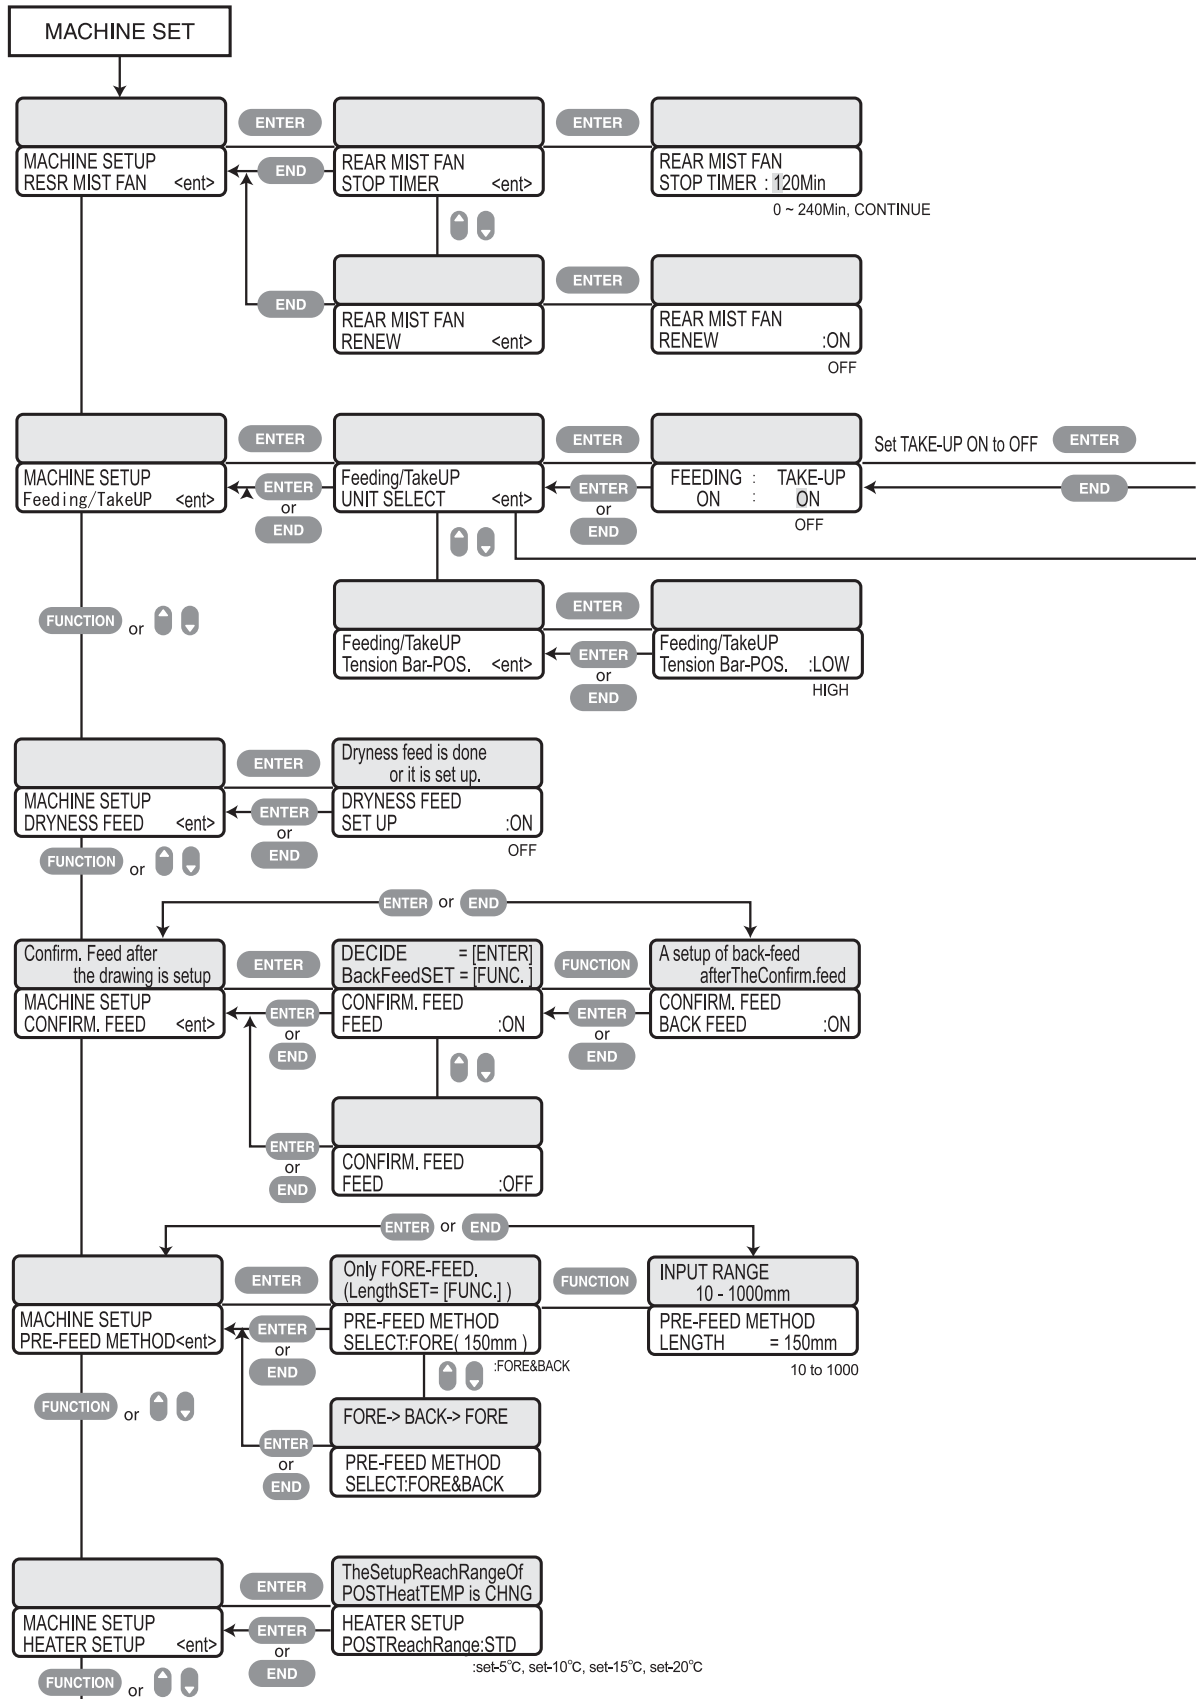 MACHINE SET
ENTER
ENTER
MACHINE SETUP
RESR MIST FAN <ent>
END
REAR MIST FAN
STOP TIMER <ent>
REAR MIST FAN
STOP TIMER : 120Min
0 ~ 240Min, CONTINUE
ENTER
END
REAR MIST FAN
RENEW <ent>
REAR MIST FAN
RENEW :ON
OFF
ENTER
ENTER
Set TAKE-UP ON to OFF ENTER
MACHINE SETUP
Feeding/TakeUP <ent>
ENTER
or
END
Feeding/TakeUP
UNIT SELECT <ent>
ENTER
or
END
FEEDING : TAKE-UP
ON : ON
OFF
END
ENTER
FUNCTION or
Feeding/TakeUP
Tension Bar-POS. <ent>
ENTER
or
END
Feeding/TakeUP
Tension Bar-POS. :LOW
HIGH
ENTER
Dryness feed is done
or it is set up.
MACHINE SETUP
DRYNESS FEED <ent>
ENTER
or
END
DRYNESS FEED
SET UP :ON
OFF
FUNCTION or
ENTER or END
Confirm. Feed after
the drawing is setup
ENTER
DECIDE = [ENTER]
BackFeedSET = [FUNC. ]
FUNCTION
A setup of back-feed
afterTheConfirm.feed
MACHINE SETUP
CONFIRM. FEED <ent>
ENTER
or
END
CONFIRM. FEED
FEED :ON
ENTER
or
END
CONFIRM. FEED
BACK FEED :ON
ENTER
or
END
CONFIRM. FEED
FEED :OFF
ENTER or END
ENTER
Only FORE-FEED.
(LengthSET= [FUNC.] )
FUNCTION
INPUT RANGE
10 - 1000mm
MACHINE SETUP
PRE-FEED METHOD<ent>
ENTER
or
END
PRE-FEED METHOD
SELECT:FORE( 150mm )
:FORE&BACK
PRE-FEED METHOD
LENGTH = 150mm
10 to 1000
FUNCTION or
FORE-> BACK-> FORE
ENTER
or
END
PRE-FEED METHOD
SELECT:FORE&BACK
ENTER
TheSetupReachRangeOf
POSTHeatTEMP is CHNG
MACHINE SETUP
HEATER SETUP <ent>
ENTER
or
END
HEATER SETUP
POSTReachRange:STD
:set-5°C, set-10°C, set-15°C, set-20°C
FUNCTION or